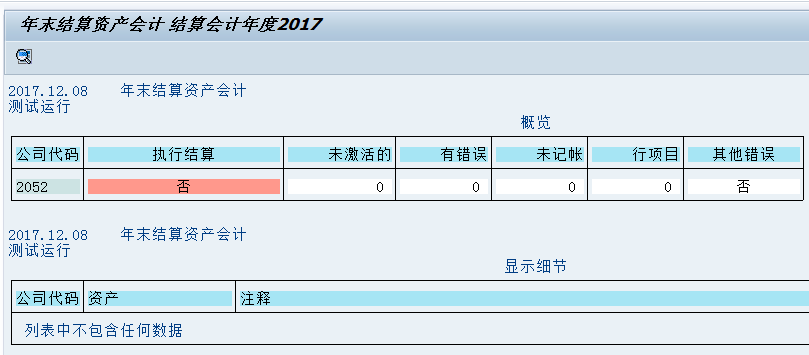 年末结算资产会计 结算会计年度2017
2017.12.08 年末结算资产会计
测试运行
概览
公司代码 执行结算 未激活的 有错误 未记帐 行项目 其他错误
2052 否 0 0 0 0 否
2017.12.08 年末结算资产会计
测试运行
显示细节
公司代码 资产 注释
列表中不包含任何数据